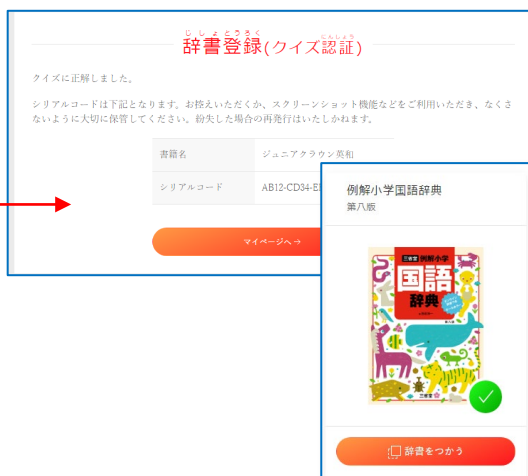 じしょとうろく にんしょう
辞書登録(クイズ認証)
クイズに正解しました。
シリアルコードは下記となります。お控えいただくか、スクリーンショット機能などをご利用いただき、なくさ
ないように大切に保管してください。紛失した場合の再発行はいたしかねます。
書籍名 ジュニアクラウン英和
シリアルコード AB12-CD34-E
マイページへ →
例解小学国語辞典
第八版
三省堂 例解小学
国語
辞典
三省堂
辞書をつかう